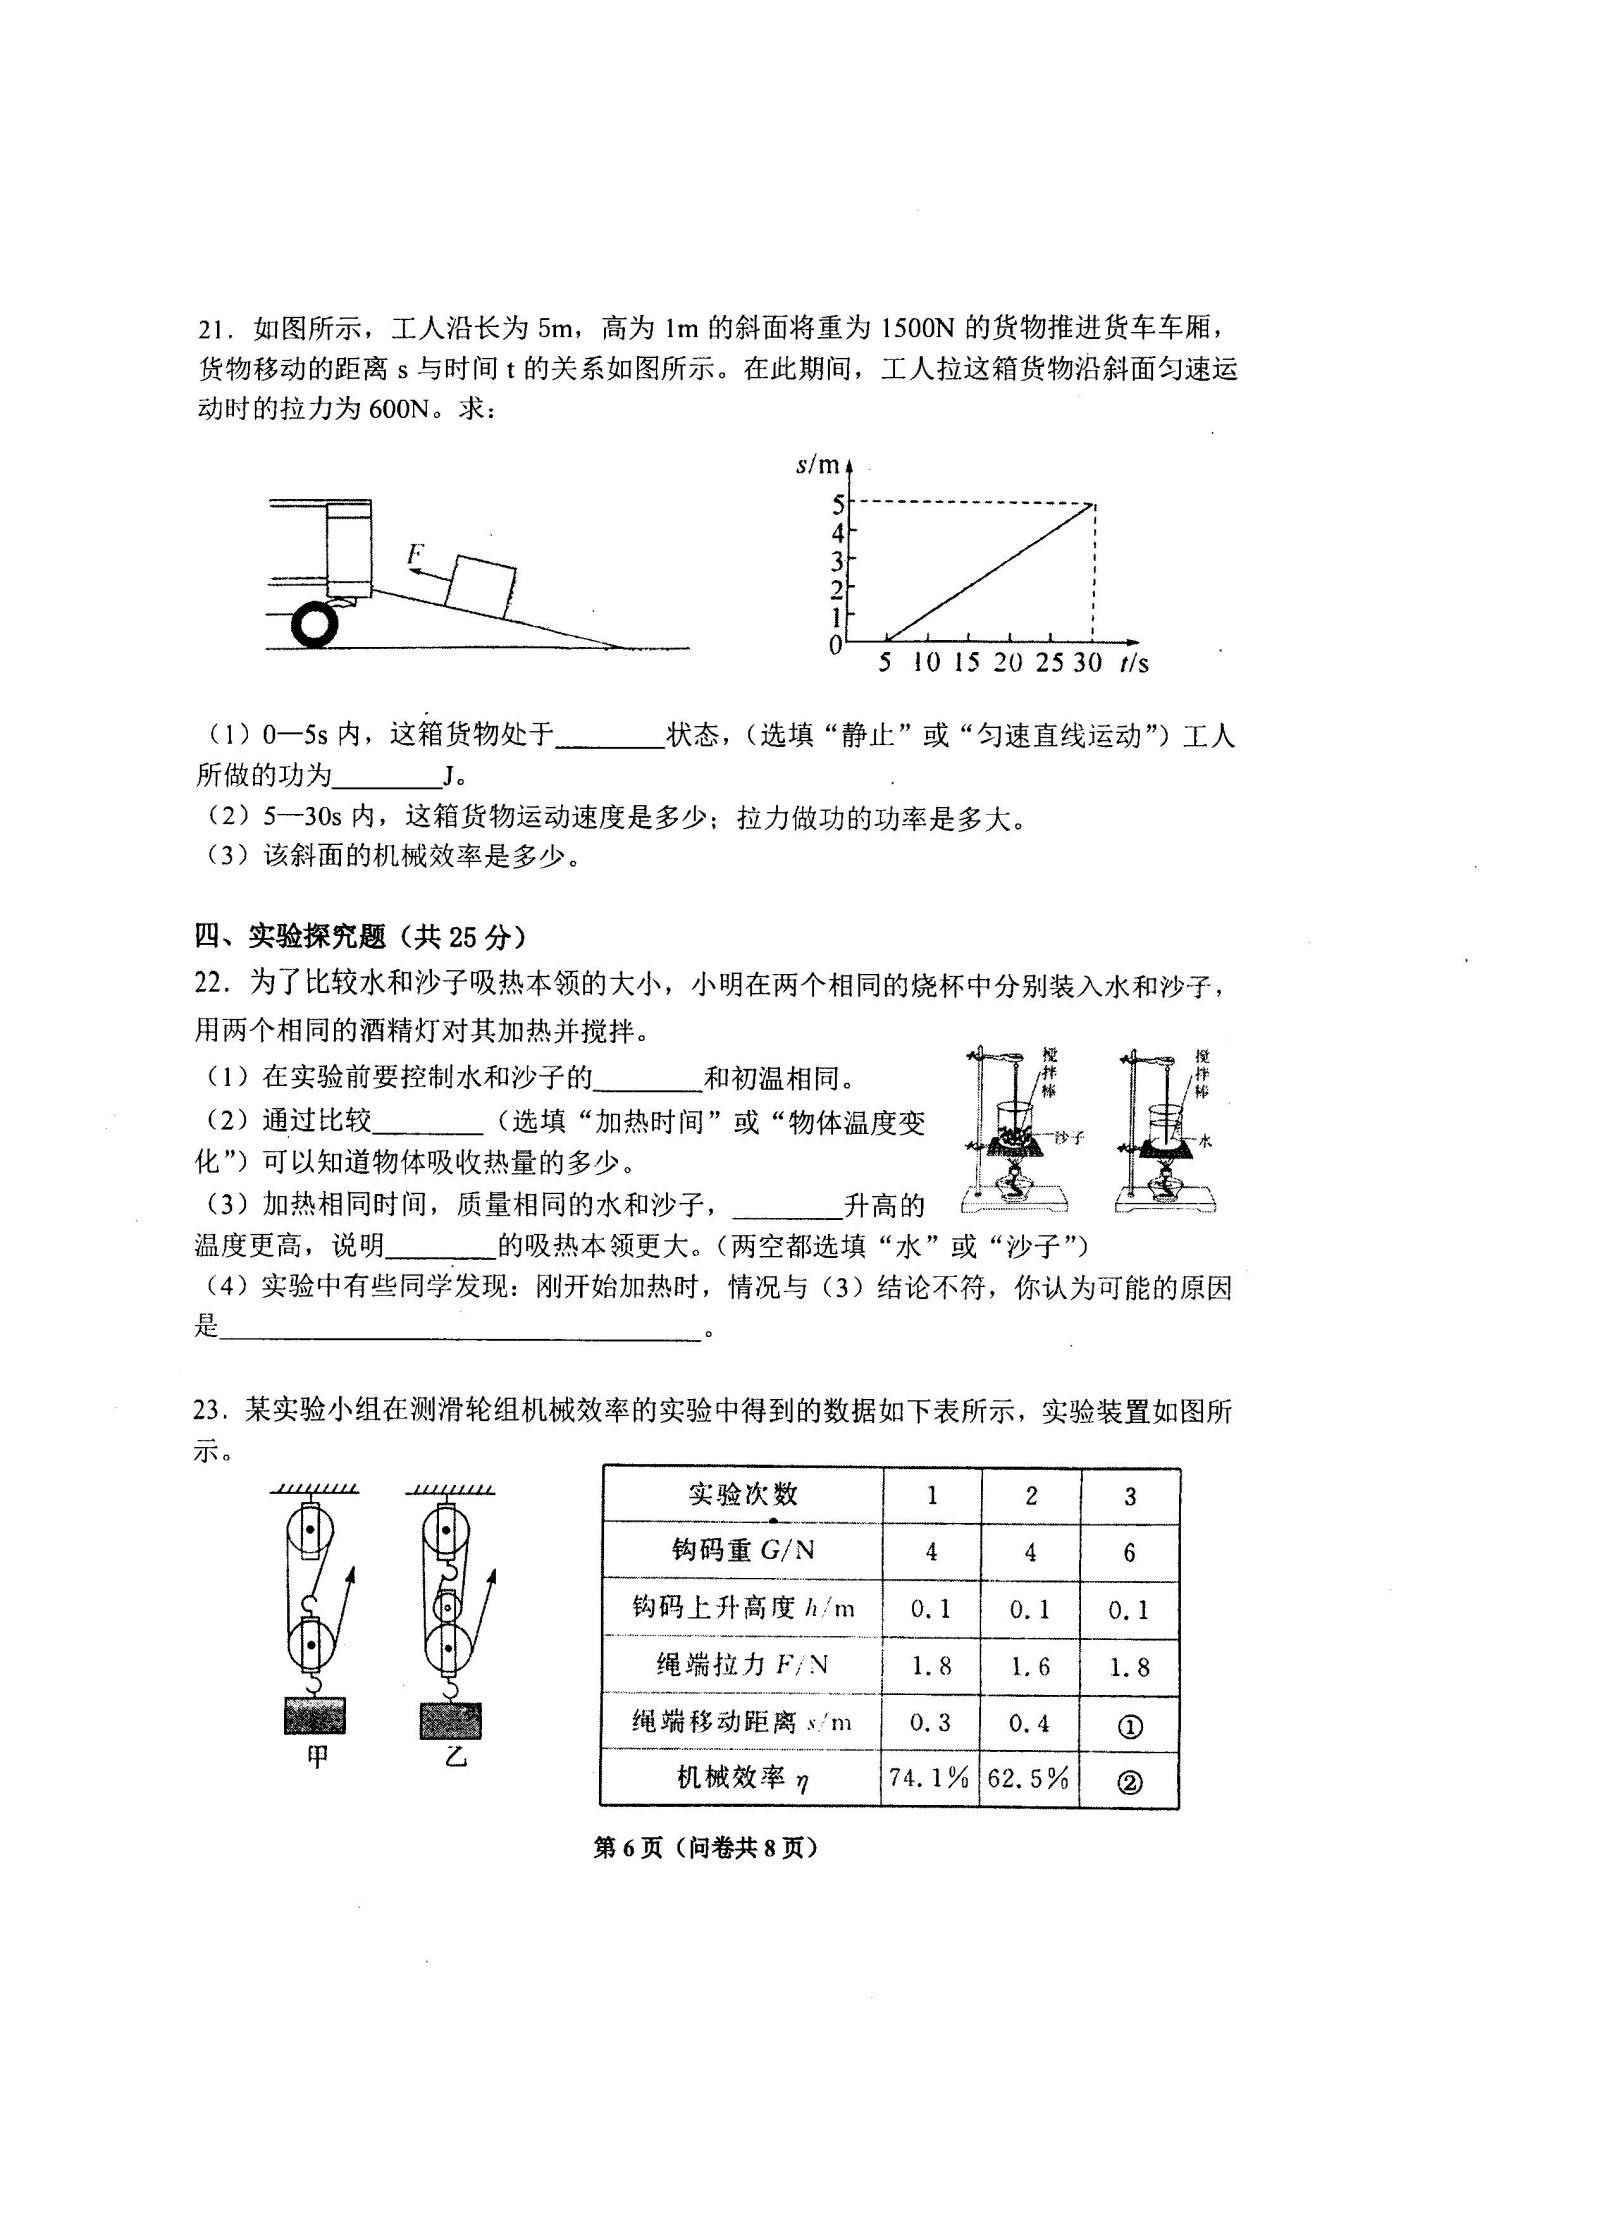 21. 如图所示，工人沿长为 5m，高为 1m 的斜面将重为 1500N 的货物推进货车车厢，
货物移动的距离 s 与时间 t 的关系如图所示。在此期间，工人拉这箱货物沿斜面匀速运
动时的拉力为 600N。求：
F
s/m
5
4
3
2
1
0
5 10 15 20 25 30 t/s
（1）0—5s 内，这箱货物处于________状态，（选填“静止”或“匀速直线运动”）工人
所做的功为________J。
（2）5—30s 内，这箱货物运动速度是多少；拉力做功的功率是多大。
（3）该斜面的机械效率是多少。
四、实验探究题（共 25 分）
22. 为了比较水和沙子吸热本领的大小，小明在两个相同的烧杯中分别装入水和沙子，
用两个相同的酒精灯对其加热并搅拌。
（1）在实验前要控制水和沙子的________和初温相同。
（2）通过比较________（选填“加热时间”或“物体温度变
化”）可以知道物体吸收热量的多少。
（3）加热相同时间，质量相同的水和沙子，________升高的
温度更高，说明________的吸热本领更大。（两空都选填“水”或“沙子”）
（4）实验中有些同学发现：刚开始加热时，情况与（3）结论不符，你认为可能的原因
是____________________________________。
搅拌棒
沙子
搅拌棒
水
23. 某实验小组在测滑轮组机械效率的实验中得到的数据如下表所示，实验装置如图所
示。
甲 乙
实验次数 1 2 3
钩码重 G/N 4 4 6
钩码上升高度 h/m 0.1 0.1 0.1
绳端拉力 F/N 1.8 1.6 1.8
绳端移动距离 s/m 0.3 0.4 ①
机械效率 η 74.1% 62.5% ②
第 6 页（问卷共 8 页）